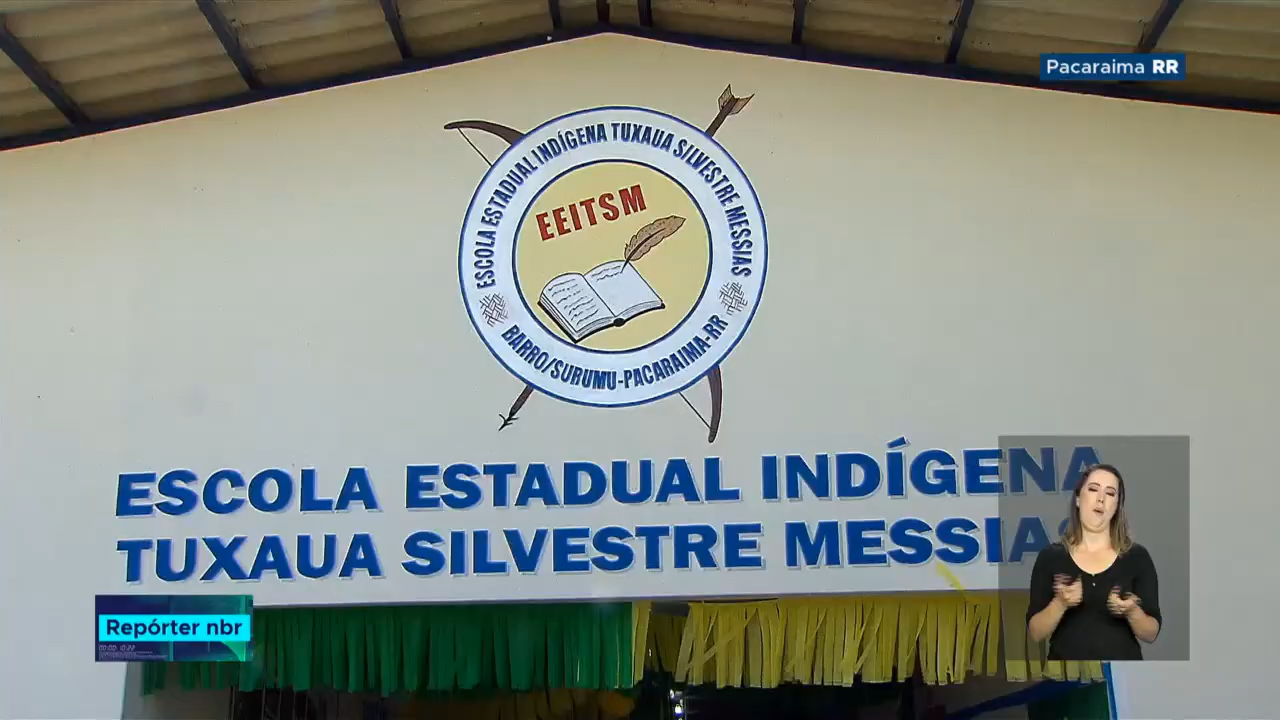 Pacaraima RR
ESCOLA ESTADUAL INDÍGENA TUXAUA SILVESTRE MESSIAS
EEITSM
BARRO/SURUMU-PACARAIMA-RR
ESCOLA ESTADUAL INDÍGENA
TUXAUA SILVESTRE MESSIAS
Repórter nbr